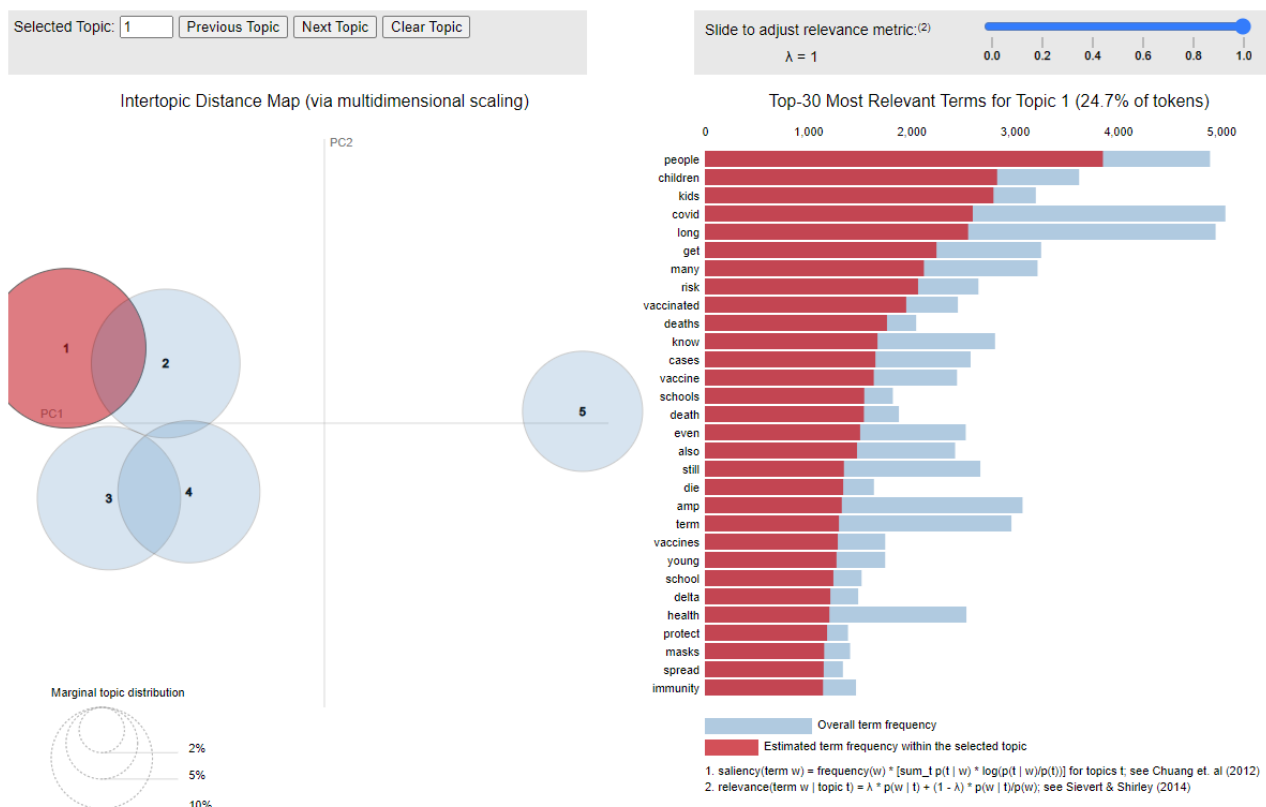 Selected Topic: 1 Previous Topic Next Topic Clear Topic
Slide to adjust relevance metric:(2)
λ = 1
0.0 0.2 0.4 0.6 0.8 1.0
Intertopic Distance Map (via multidimensional scaling)
PC2
PC1
1
2
3
4
5
Marginal topic distribution
2%
5%
10%
Top-30 Most Relevant Terms for Topic 1 (24.7% of tokens)
0 1,000 2,000 3,000 4,000 5,000
people
children
kids
covid
long
get
many
risk
vaccinated
deaths
know
cases
vaccine
schools
death
even
also
still
die
amp
term
vaccines
young
school
delta
health
protect
masks
spread
immunity
Overall term frequency
Estimated term frequency within the selected topic
1. saliency(term w) = frequency(w) * [sum_t p(t | w) * log(p(t | w)/p(t))] for topics t; see Chuang et. al (2012)
2. relevance(term w | topic t) = λ * p(w | t) + (1 - λ) * p(w | t)/p(w); see Sievert & Shirley (2014)